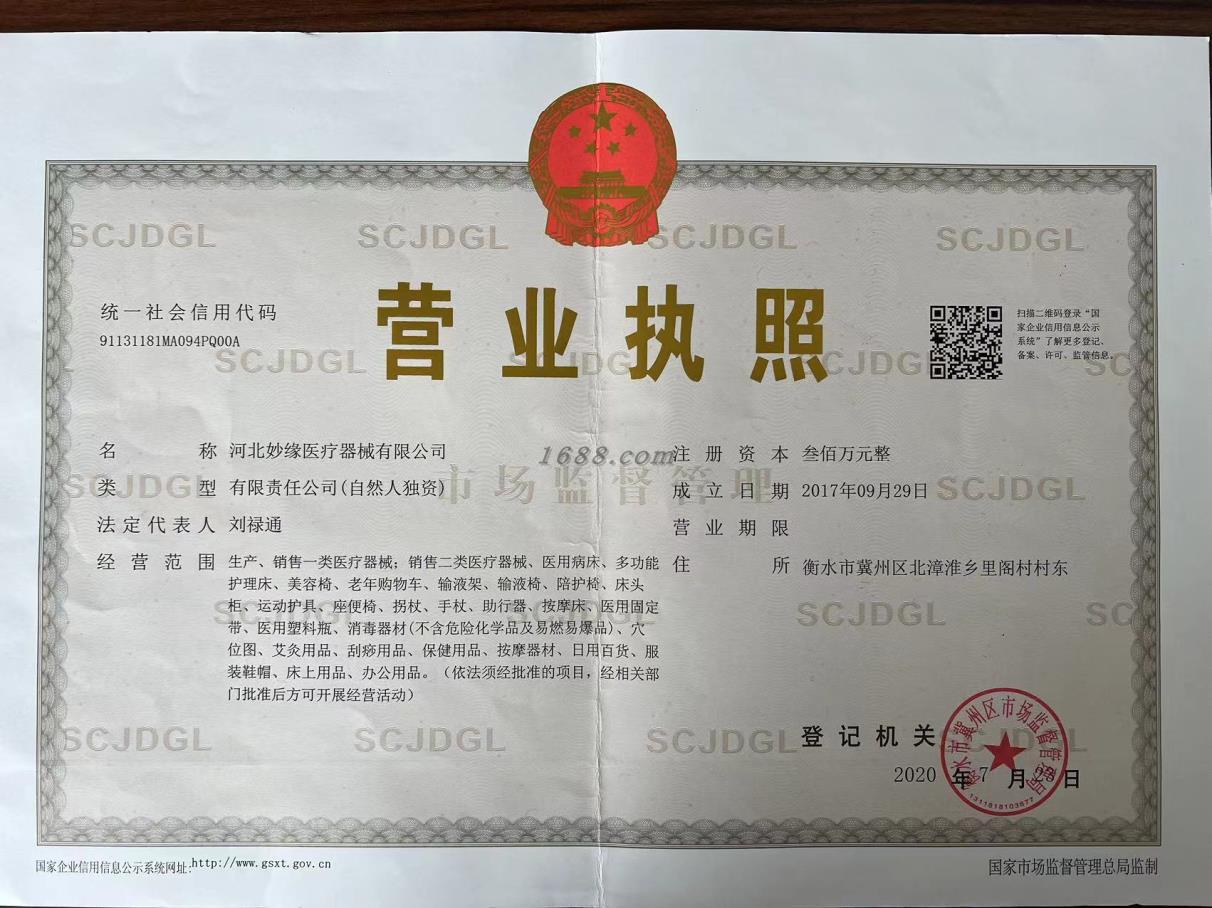 统一社会信用代码
91131181MA094PQ00A
营业执照
扫描二维码登录“国
家企业信用信息公示
系统”了解更多登记、
备案、许可、监管信息。
名 称 河北妙缘医疗器械有限公司
类 型 有限责任公司(自然人独资)
法定代表人 刘禄通
经营范围 生产、销售一类医疗器械；销售二类医疗器械、医用病床、多功能
护理床、美容椅、老年购物车、输液架、输液椅、陪护椅、床头
柜、运动护具、座便椅、拐杖、手杖、助行器、按摩床、医用固定
带、医用塑料瓶、消毒器材(不含危险化学品及易燃易爆品)、穴
位图、艾灸用品、刮痧用品、保健用品、按摩器材、日用百货、服
装鞋帽、床上用品、办公用品。（依法须经批准的项目，经相关部
门批准后方可开展经营活动）
1688.com
注册资本 叁佰万元整
成立日期 2017年09月29日
营业期限
住 所 衡水市冀州区北漳淮乡里阁村村东
市场监督管理
SCJDGL
登记机关
衡水市冀州区市场监督管理局
2020 年 7 月 日
国家企业信用信息公示系统网址:http://www.gsxt.gov.cn
国家市场监督管理总局监制